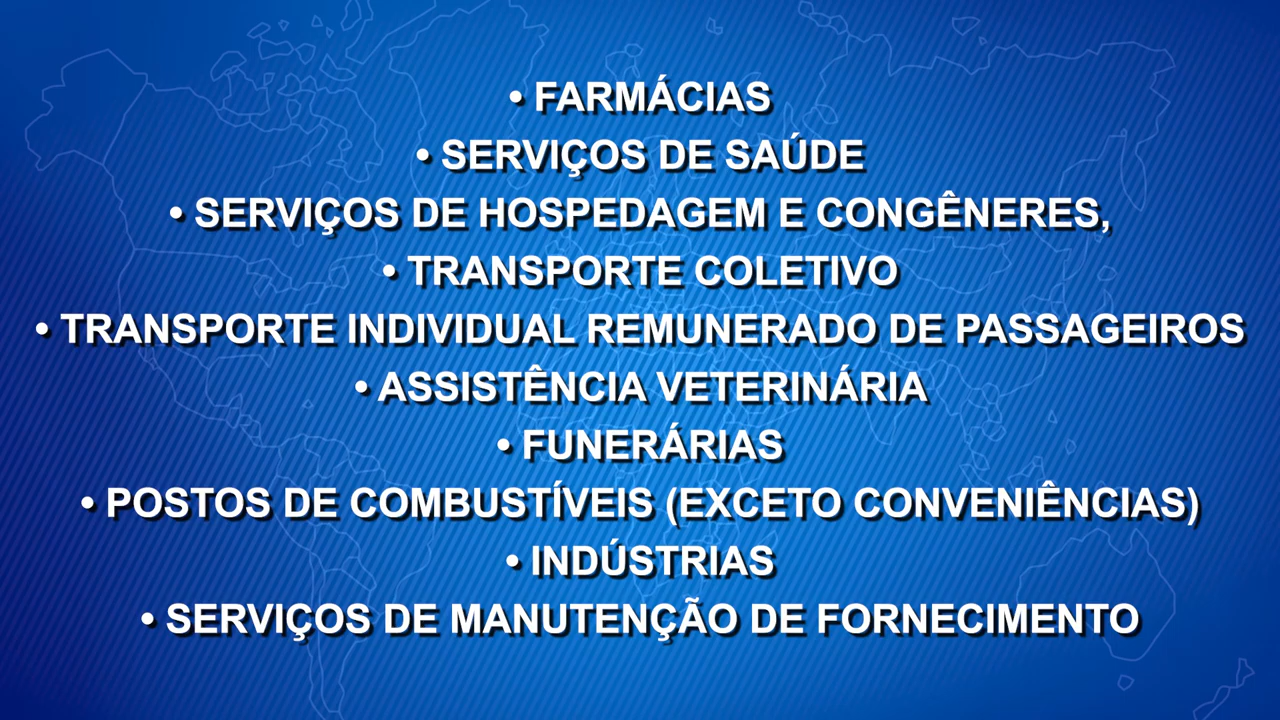 • FARMÁCIAS
• SERVIÇOS DE SAÚDE
• SERVIÇOS DE HOSPEDAGEM E CONGÊNERES,
• TRANSPORTE COLETIVO
• TRANSPORTE INDIVIDUAL REMUNERADO DE PASSAGEIROS
• ASSISTÊNCIA VETERINÁRIA
• FUNERÁRIAS
• POSTOS DE COMBUSTÍVEIS (EXCETO CONVENIÊNCIAS)
• INDÚSTRIAS
• SERVIÇOS DE MANUTENÇÃO DE FORNECIMENTO